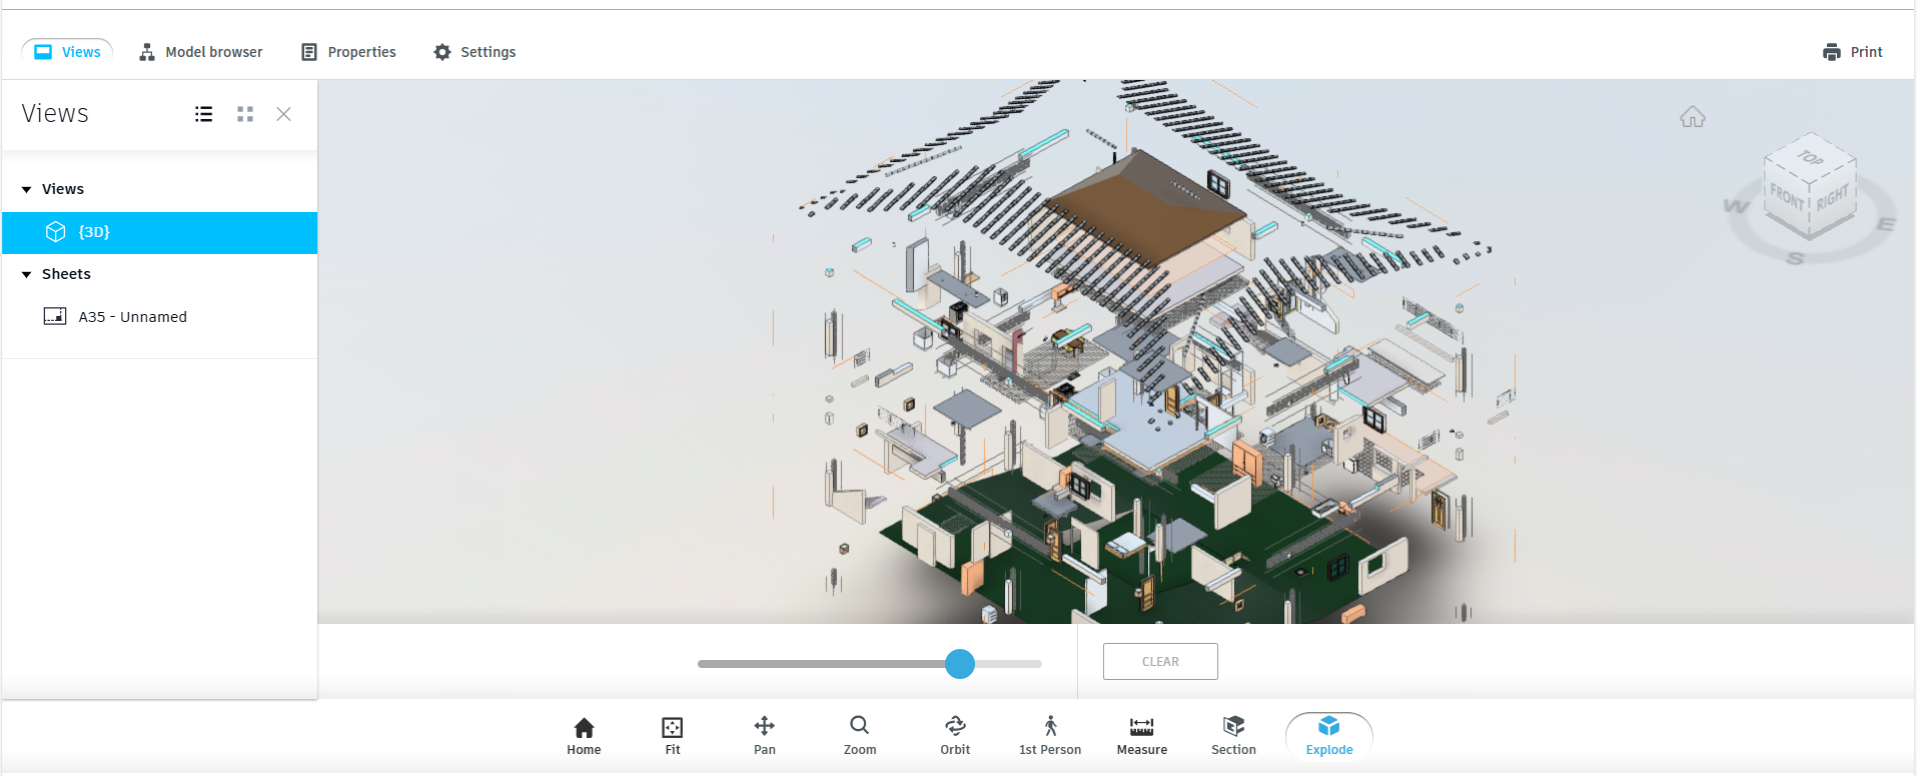 Views
Model browser
Properties
Settings
Print
Views
Views
{3D}
Sheets
A35 - Unnamed
TOP
FRONT
RIGHT
W
E
S
CLEAR
Home
Fit
Pan
Zoom
Orbit
1st Person
Measure
Section
Explode